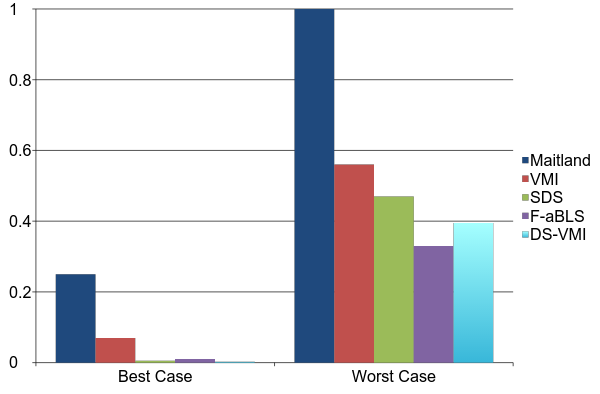 1
0.8
0.6
0.4
0.2
0
Best Case
Worst Case
Maitland
VMI
SDS
F-aBLS
DS-VMI